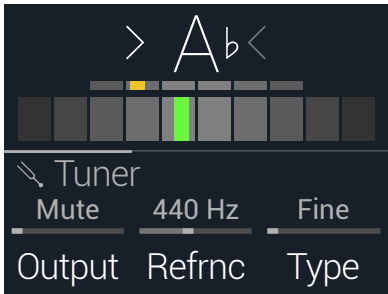 > A♭ <
Tuner
Mute 440 Hz Fine
Output Refrnc Type